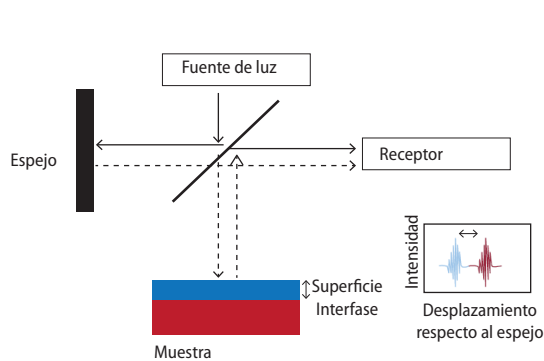 Fuente de luz
Espejo
Receptor
Superficie
Interfase
Muestra
Intensidad
Desplazamiento
respecto al espejo